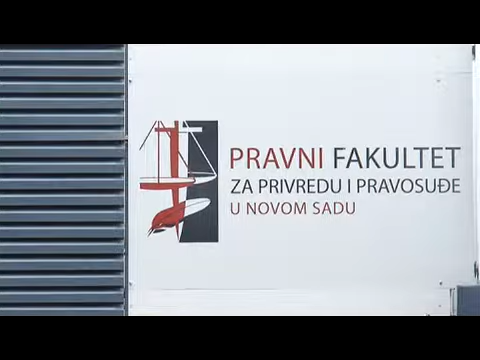 PRAVNI FAKULTET
ZA PRIVREDU I PRAVOSUĐE
U NOVOM SADU